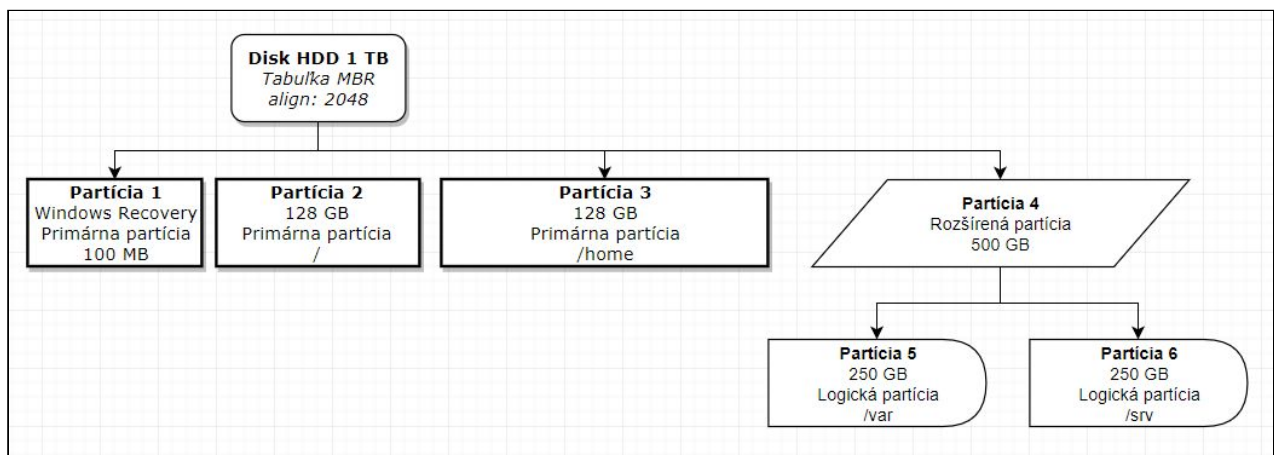 Disk HDD 1 TB
Tabuľka MBR
align: 2048
Partícia 1
Windows Recovery
Primárna partícia
100 MB
Partícia 2
128 GB
Primárna partícia
/
Partícia 3
128 GB
Primárna partícia
/home
Partícia 4
Rozšírená partícia
500 GB
Partícia 5
250 GB
Logická partícia
/var
Partícia 6
250 GB
Logická partícia
/srv